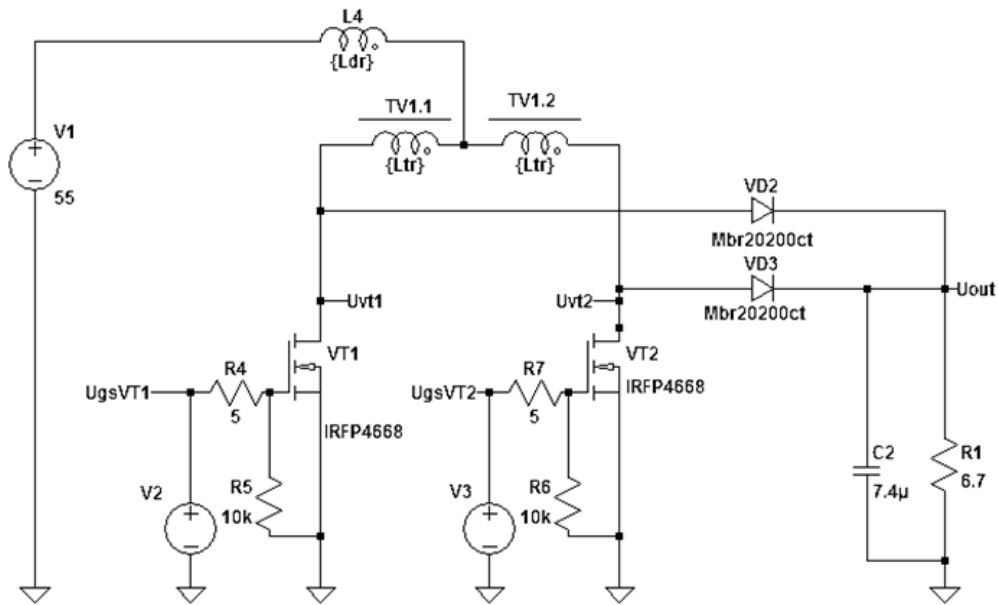 L4
{Ldr}
TV1.1
TV1.2
{Ltr}
{Ltr}
V1
+
−
55
VD2
Mbr20200ct
VD3
Mbr20200ct
Uout
Uvt1
Uvt2
VT1
VT2
R4
5
R7
5
UgsVT1
UgsVT2
IRFP4668
IRFP4668
R5
10k
R6
10k
V2
+
−
V3
+
−
C2
7.4µ
R1
6.7